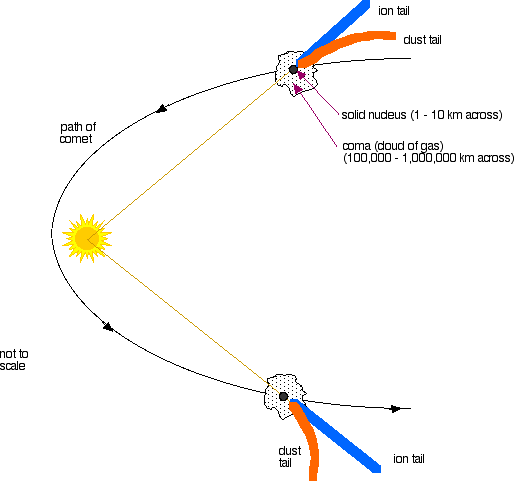 ion tail
dust tail
solid nucleus (1 - 10 km across)
coma (cloud of gas)
(100,000 - 1,000,000 km across)
path of
comet
not to
scale
dust
tail
ion tail